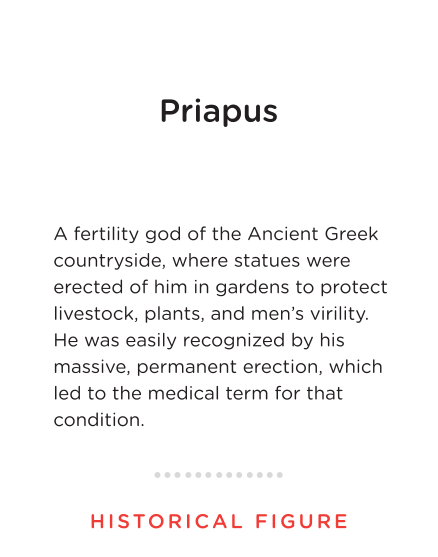 Priapus
A fertility god of the Ancient Greek
countryside, where statues were
erected of him in gardens to protect
livestock, plants, and men’s virility.
He was easily recognized by his
massive, permanent erection, which
led to the medical term for that
condition.
HISTORICAL FIGURE